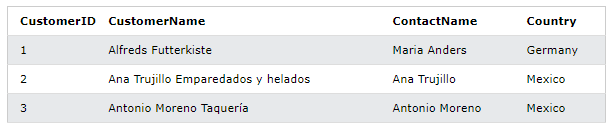 CustomerID CustomerName ContactName Country
1 Alfreds Futterkiste Maria Anders Germany
2 Ana Trujillo Emparedados y helados Ana Trujillo Mexico
3 Antonio Moreno Taquería Antonio Moreno Mexico